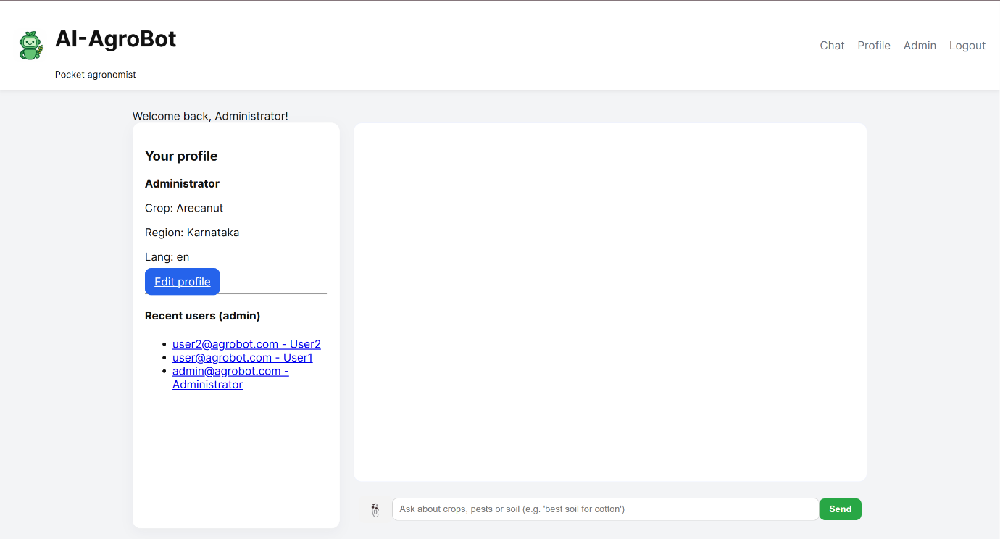 AI-AgroBot
Pocket agronomist
Chat Profile Admin Logout
Welcome back, Administrator!
Your profile
Administrator
Crop: Arecanut
Region: Karnataka
Lang: en
Edit profile
Recent users (admin)
user2@agrobot.com - User2
user@agrobot.com - User1
admin@agrobot.com -
Administrator
Ask about crops, pests or soil (e.g. 'best soil for cotton')
Send